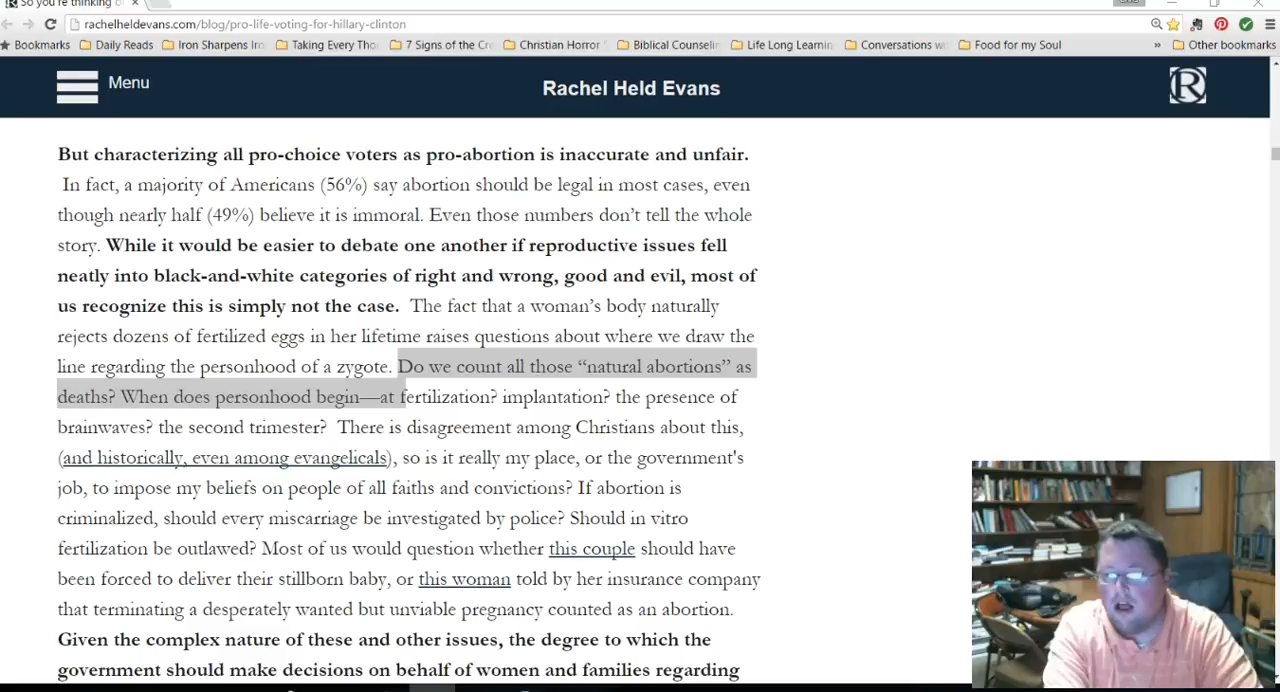 So you're thinking o
rachelheldevans.com/blog/pro-life-voting-for-hillary-clinton
Bookmarks Daily Reads Iron Sharpens Iro Taking Every Tho 7 Signs of the Cre Christian Horror Biblical Counselin Life Long Learnin Conversations w Food for my Soul » Other bookmarks
Menu
Rachel Held Evans
R
But characterizing all pro-choice voters as pro-abortion is inaccurate and unfair.
In fact, a majority of Americans (56%) say abortion should be legal in most cases, even
though nearly half (49%) believe it is immoral. Even those numbers don’t tell the whole
story. While it would be easier to debate one another if reproductive issues fell
neatly into black-and-white categories of right and wrong, good and evil, most of
us recognize this is simply not the case. The fact that a woman’s body naturally
rejects dozens of fertilized eggs in her lifetime raises questions about where we draw the
line regarding the personhood of a zygote. Do we count all those “natural abortions” as
deaths? When does personhood begin—at fertilization? implantation? the presence of
brainwaves? the second trimester? There is disagreement among Christians about this,
(and historically, even among evangelicals), so is it really my place, or the government's
job, to impose my beliefs on people of all faiths and convictions? If abortion is
criminalized, should every miscarriage be investigated by police? Should in vitro
fertilization be outlawed? Most of us would question whether this couple should have
been forced to deliver their stillborn baby, or this woman told by her insurance company
that terminating a desperately wanted but unviable pregnancy counted as an abortion.
Given the complex nature of these and other issues, the degree to which the
government should make decisions on behalf of women and families regarding